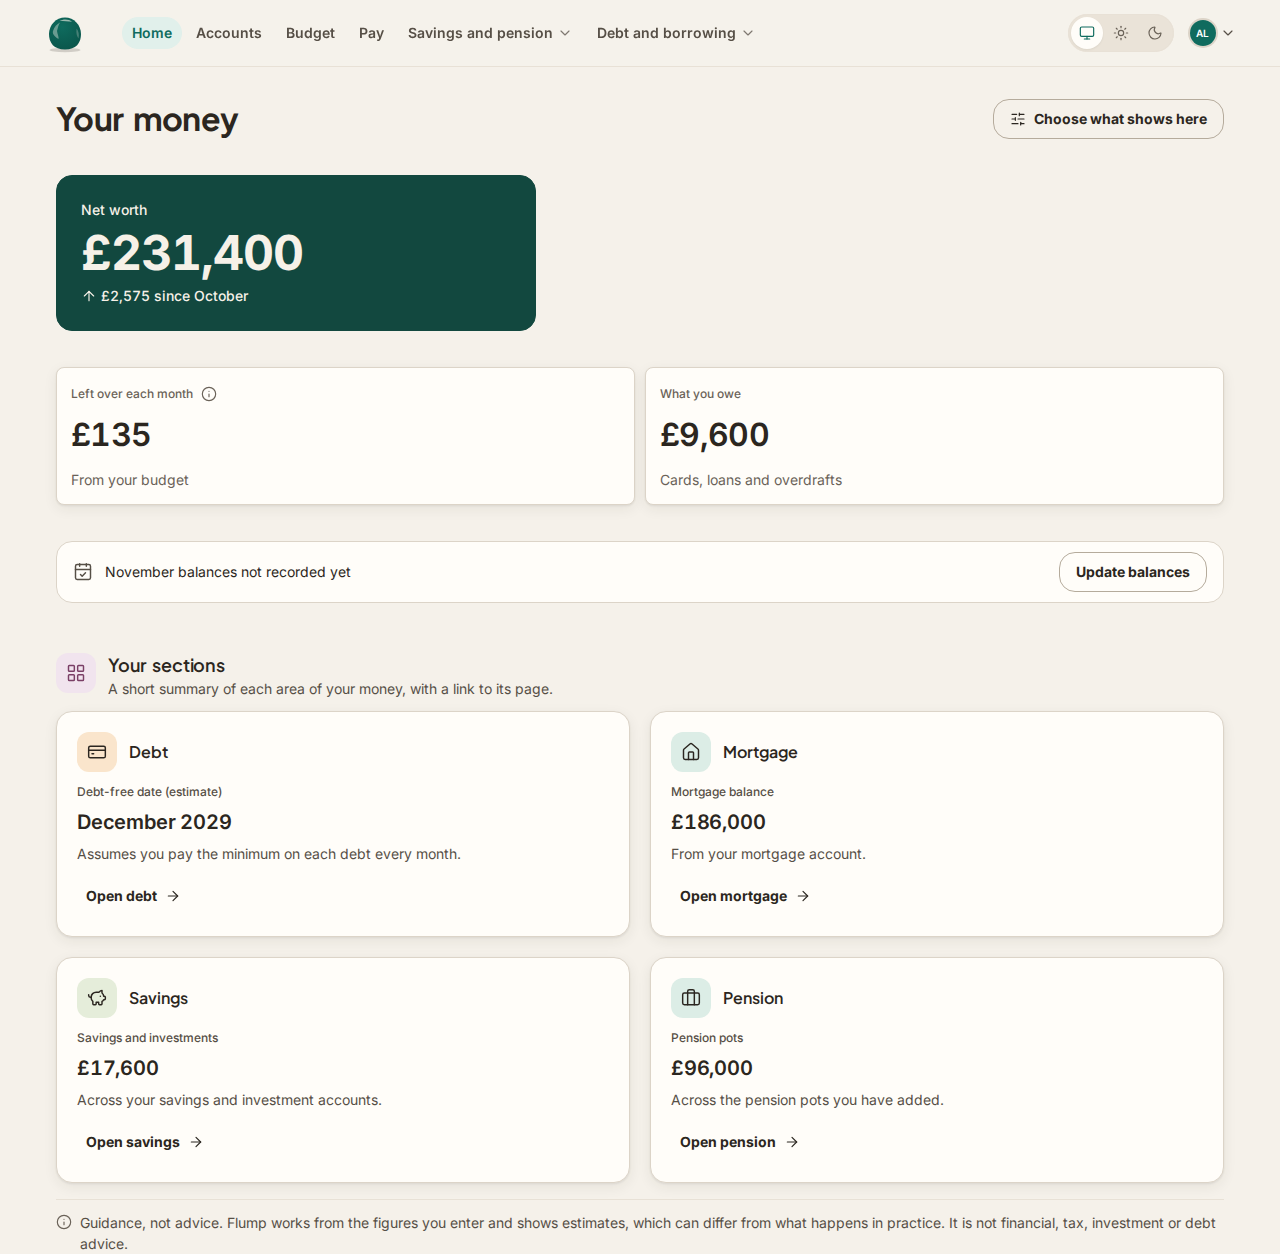 Home
Accounts
Budget
Pay
Savings and pension
Debt and borrowing
AL
Your money
Choose what shows here
Net worth
£231,400
£2,575 since October
Left over each month
£135
From your budget
What you owe
£9,600
Cards, loans and overdrafts
November balances not recorded yet
Update balances
Your sections
A short summary of each area of your money, with a link to its page.
Debt
Debt-free date (estimate)
December 2029
Assumes you pay the minimum on each debt every month.
Open debt
Mortgage
Mortgage balance
£186,000
From your mortgage account.
Open mortgage
Savings
Savings and investments
£17,600
Across your savings and investment accounts.
Open savings
Pension
Pension pots
£96,000
Across the pension pots you have added.
Open pension
Guidance, not advice. Flump works from the figures you enter and shows estimates, which can differ from what happens in practice. It is not financial, tax, investment or debt
advice.